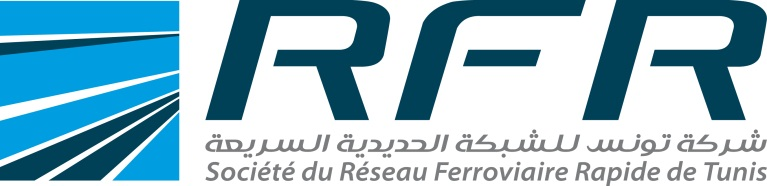 RFR
شركة تونس للشبكة الحديدية السريعة
Société du Réseau Ferroviaire Rapide de Tunis